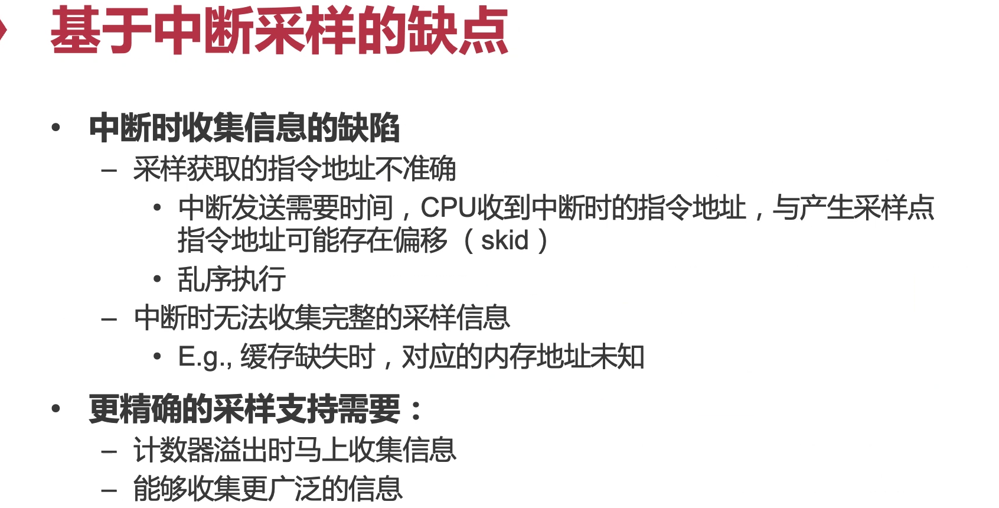 基于中断采样的缺点
• 中断时收集信息的缺陷
– 采样获取的指令地址不准确
• 中断发送需要时间，CPU收到中断时的指令地址，与产生采样点
指令地址可能存在偏移（skid）
• 乱序执行
– 中断时无法收集完整的采样信息
• E.g., 缓存缺失时，对应的内存地址未知
• 更精确的采样支持需要：
– 计数器溢出时马上收集信息
– 能够收集更广泛的信息